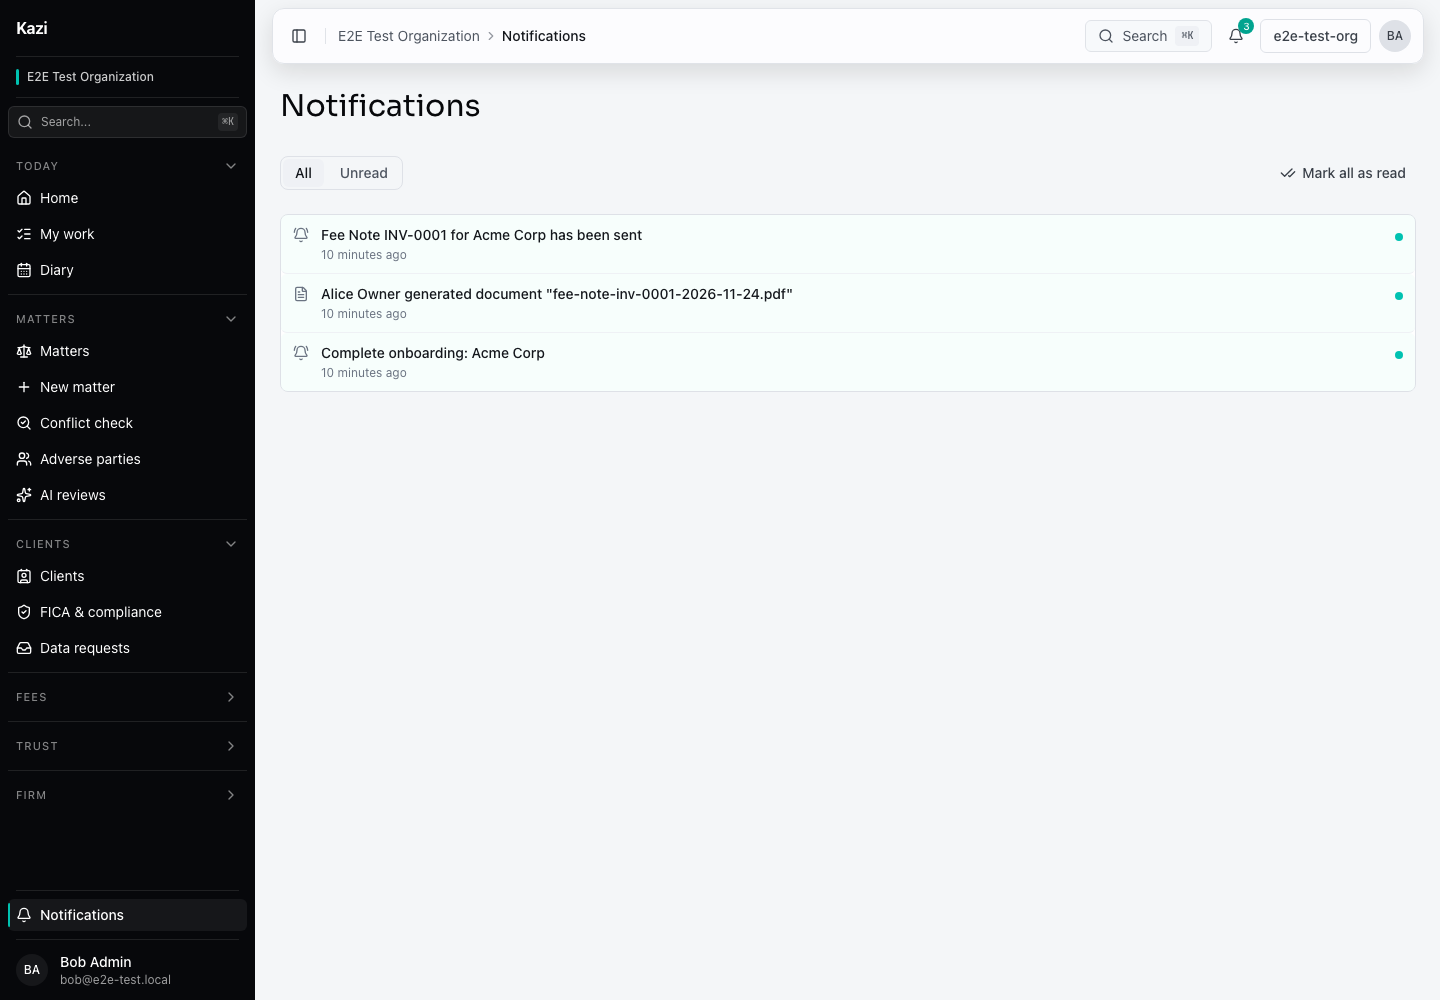 Kazi
E2E Test Organization
Search...
⌘K
TODAY
Home
My work
Diary
MATTERS
Matters
New matter
Conflict check
Adverse parties
AI reviews
CLIENTS
Clients
FICA & compliance
Data requests
FEES
TRUST
FIRM
Notifications
BA
Bob Admin
bob@e2e-test.local
E2E Test Organization
Notifications
Search
⌘K
3
e2e-test-org
BA
Notifications
All
Unread
Mark all as read
Fee Note INV-0001 for Acme Corp has been sent
10 minutes ago
Alice Owner generated document "fee-note-inv-0001-2026-11-24.pdf"
10 minutes ago
Complete onboarding: Acme Corp
10 minutes ago